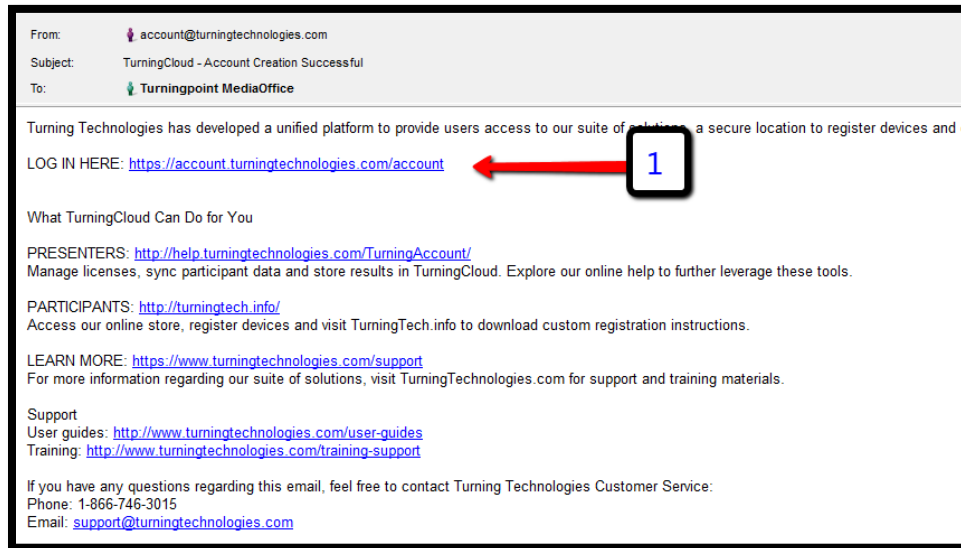 From: account@turningtechnologies.com
Subject: TurningCloud - Account Creation Successful
To: Turningpoint MediaOffice
Turning Technologies has developed a unified platform to provide users access to our suite of a secure location to register devices and
LOG IN HERE: https://account.turningtechnologies.com/account
1
What TurningCloud Can Do for You
PRESENTERS: http://help.turningtechnologies.com/TurningAccount/
Manage licenses, sync participant data and store results in TurningCloud. Explore our online help to further leverage these tools.
PARTICIPANTS: http://turningtech.info/
Access our online store, register devices and visit TurningTech.info to download custom registration instructions.
LEARN MORE: https://www.turningtechnologies.com/support
For more information regarding our suite of solutions, visit TurningTechnologies.com for support and training materials.
Support
User guides: http://www.turningtechnologies.com/user-guides
Training: http://www.turningtechnologies.com/training-support
If you have any questions regarding this email, feel free to contact Turning Technologies Customer Service:
Phone: 1-866-746-3015
Email: support@turningtechnologies.com